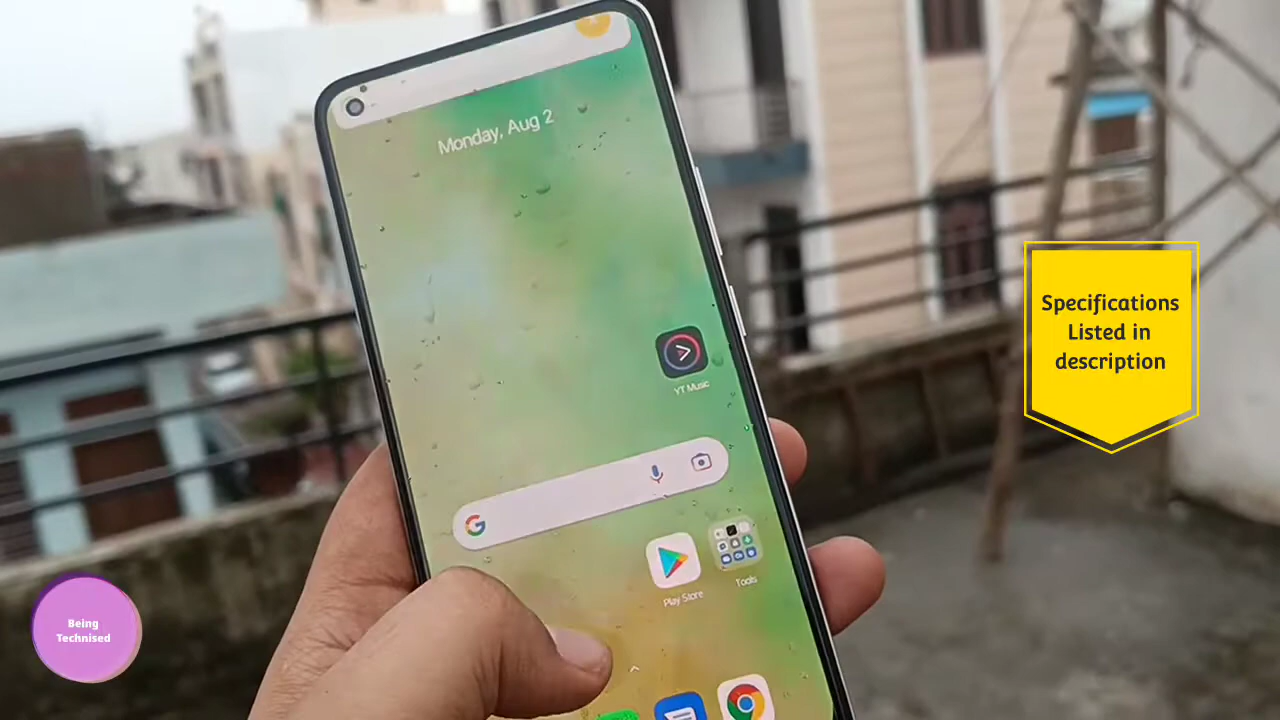 Monday, Aug 2
YT Music
Specifications
Listed in
description
G
Play Store
Tools
Being
Technised